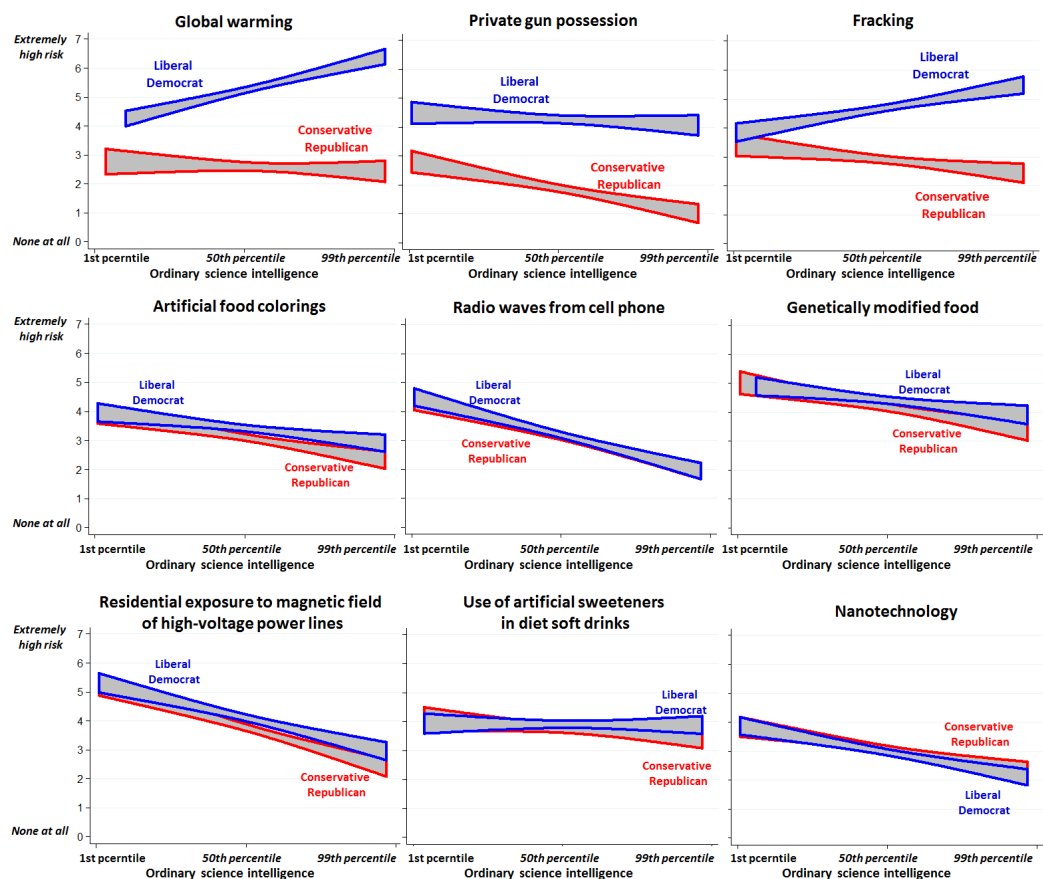 Global warming
Private gun possession
Fracking
Extremely
high risk
7
6
5
4
3
2
1
0
None at all
Liberal
Democrat
Conservative
Republican
Liberal
Democrat
Conservative
Republican
Liberal
Democrat
Conservative
Republican
1st pcerntile
50th percentile
99th percentile
Ordinary science intelligence
1st percentile
50th percentile
99th percentile
Ordinary science intelligence
1st percentile
50th percentile
99th percentile
Ordinary science intelligence
Artificial food colorings
Radio waves from cell phone
Genetically modified food
Extremely
high risk
7
6
5
4
3
2
1
0
None at all
Liberal
Democrat
Conservative
Republican
Liberal
Democrat
Conservative
Republican
Liberal
Democrat
Conservative
Republican
1st pcerntile
50th percentile
99th percentile
Ordinary science intelligence
1st percentile
50th percentile
99th percentile
Ordinary science intelligence
1st percentile
50th percentile
99th percentile
Ordinary science intelligence
Residential exposure to magnetic field
of high-voltage power lines
Use of artificial sweeteners
in diet soft drinks
Nanotechnology
Extremely
high risk
7
6
5
4
3
2
1
0
None at all
Liberal
Democrat
Conservative
Republican
Liberal
Democrat
Conservative
Republican
Conservative
Republican
Liberal
Democrat
1st pcerntile
50th percentile
99th percentile
Ordinary science intelligence
1st percentile
50th percentile
99th percentile
Ordinary science intelligence
1st percentile
50th percentile
99th percentile
Ordinary science intelligence